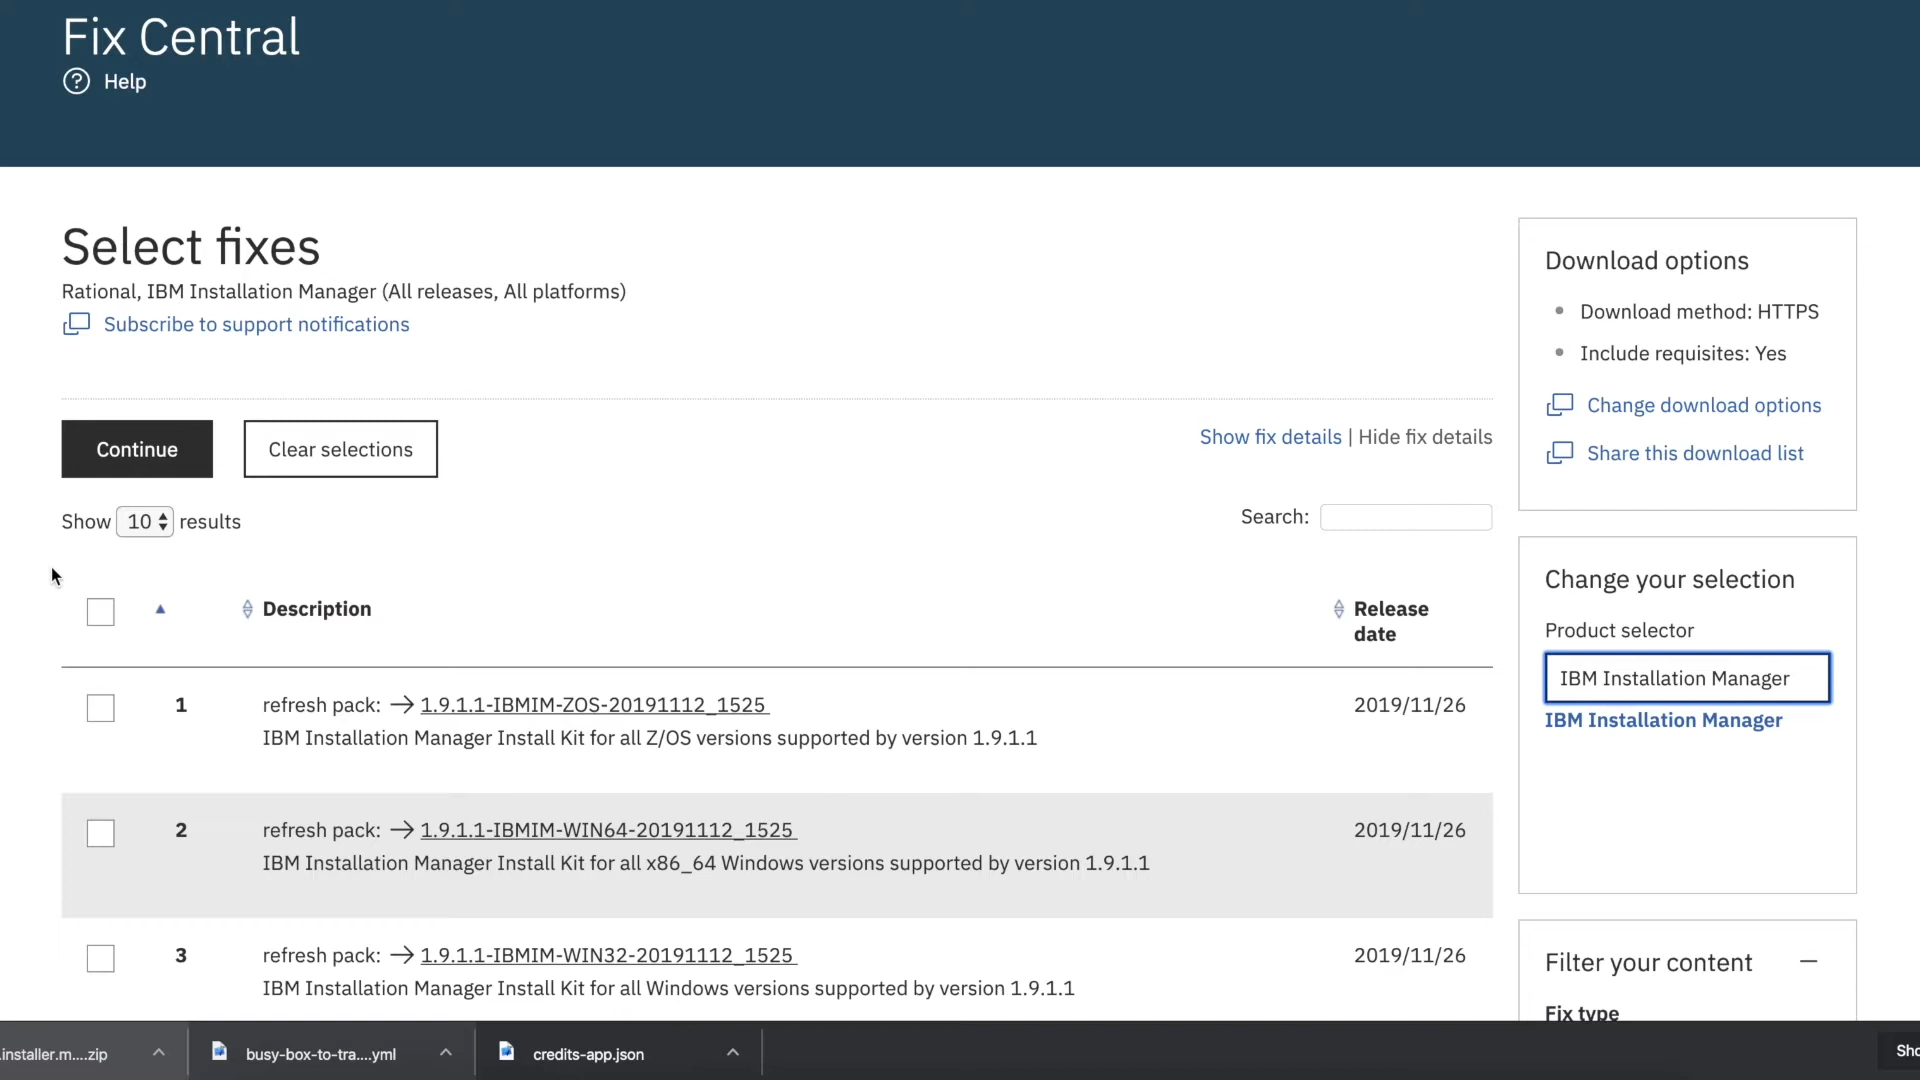 Fix Central
Help
Select fixes
Rational, IBM Installation Manager (All releases, All platforms)
Subscribe to support notifications
Continue
Clear selections
Show fix details | Hide fix details
Show 10 results
Search:
Description
Release
date
1
refresh pack: → 1.9.1.1-IBMIM-ZOS-20191112_1525
2019/11/26
IBM Installation Manager Install Kit for all Z/OS versions supported by version 1.9.1.1
2
refresh pack: → 1.9.1.1-IBMIM-WIN64-20191112_1525
2019/11/26
IBM Installation Manager Install Kit for all x86_64 Windows versions supported by version 1.9.1.1
3
refresh pack: → 1.9.1.1-IBMIM-WIN32-20191112_1525
2019/11/26
IBM Installation Manager Install Kit for all Windows versions supported by version 1.9.1.1
Download options
Download method: HTTPS
Include requisites: Yes
Change download options
Share this download list
Change your selection
Product selector
IBM Installation Manager
IBM Installation Manager
Filter your content
Fix type
.installer.m....zip
busy-box-to-tra....yml
credits-app.json
Sho